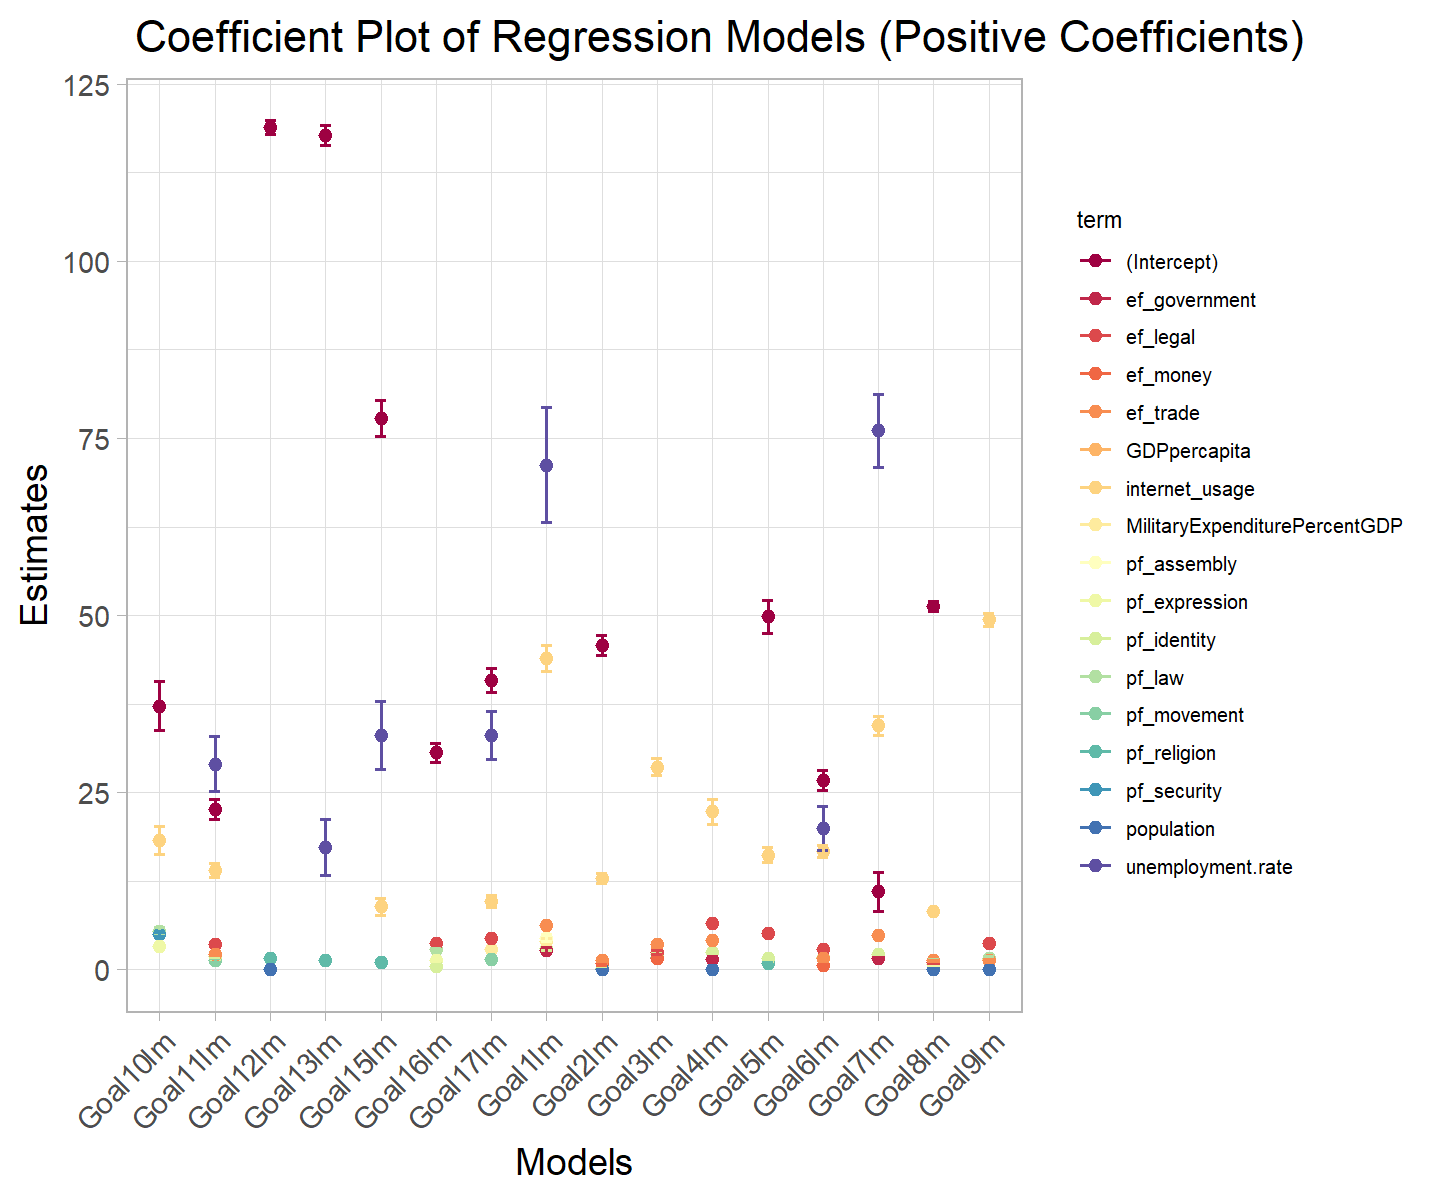 Coefficient Plot of Regression Models (Positive Coefficients)
125
100
75
50
25
0
Estimates
Goal10lm
Goal11lm
Goal12lm
Goal13lm
Goal15lm
Goal16lm
Goal17lm
Goal1lm
Goal2lm
Goal3lm
Goal4lm
Goal5lm
Goal6lm
Goal7lm
Goal8lm
Goal9lm
Models
term
(Intercept)
ef_government
ef_legal
ef_money
ef_trade
GDPpercapita
internet_usage
MilitaryExpenditurePercentGDP
pf_assembly
pf_expression
pf_identity
pf_law
pf_movement
pf_religion
pf_security
population
unemployment.rate